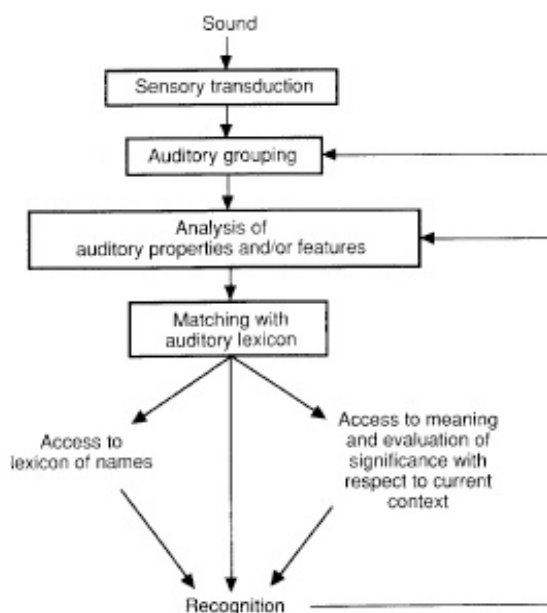 Sound
Sensory transduction
Auditory grouping
Analysis of
auditory properties and/or features
Matching with
auditory lexicon
Access to
lexicon of names
Access to meaning
and evaluation of
significance with
respect to current
context
Recognition